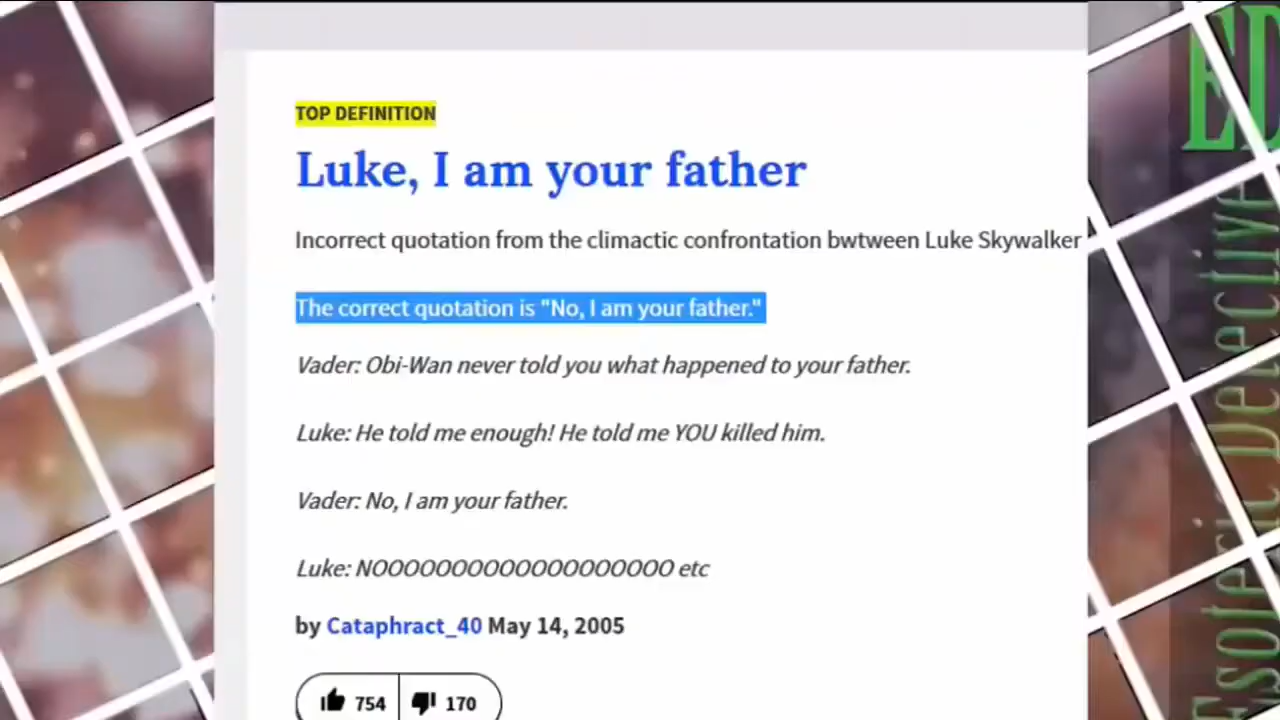 TOP DEFINITION
Luke, I am your father
Incorrect quotation from the climactic confrontation bwtween Luke Skywalker
The correct quotation is "No, I am your father."
Vader: Obi-Wan never told you what happened to your father.
Luke: He told me enough! He told me YOU killed him.
Vader: No, I am your father.
Luke: NOOOOOOOOOOOOOOOOOOOO etc
by Cataphract_40 May 14, 2005
754 170
ED
Esoteric Detective